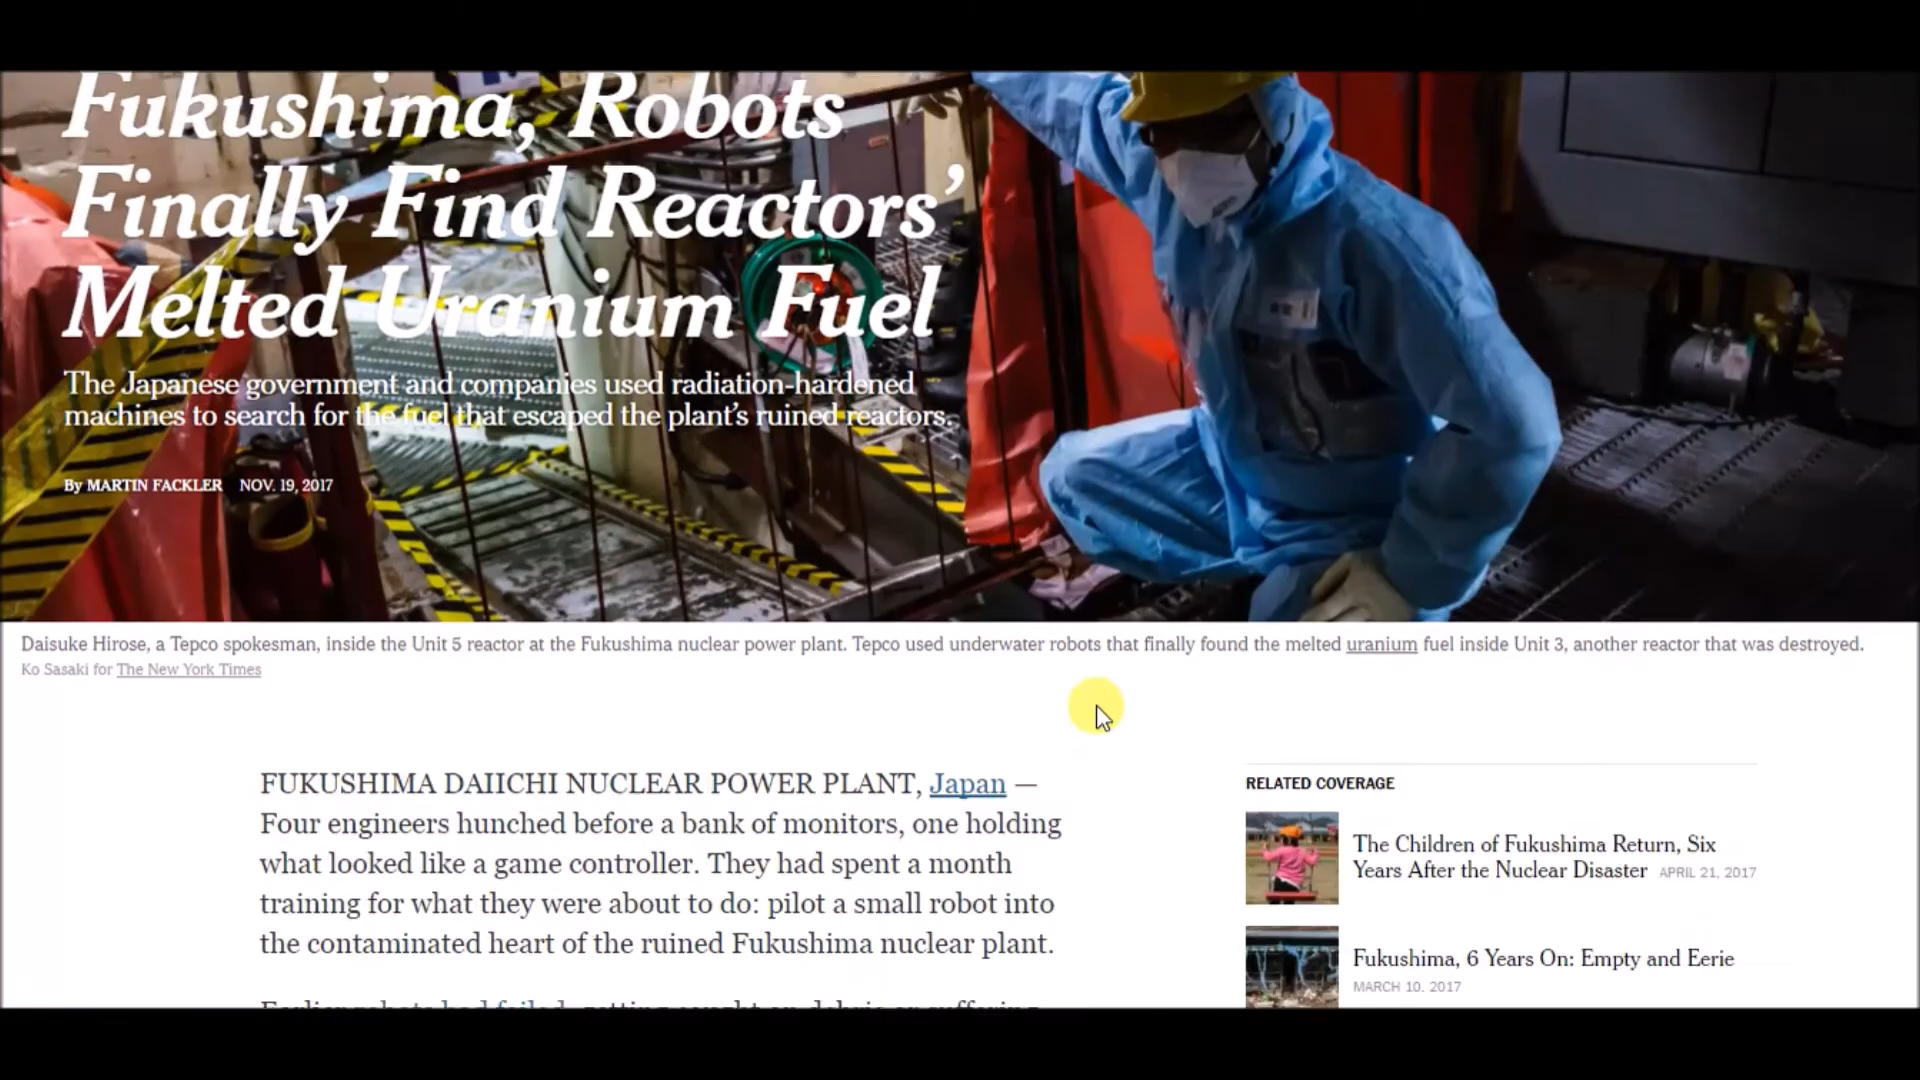 Fukushima, Robots
Finally Find Reactors’
Melted Uranium Fuel
The Japanese government and companies used radiation-hardened
machines to search for the fuel that escaped the plant’s ruined reactors.
By MARTIN FACKLER NOV. 19, 2017
Daisuke Hirose, a Tepco spokesman, inside the Unit 5 reactor at the Fukushima nuclear power plant. Tepco used underwater robots that finally found the melted uranium fuel inside Unit 3, another reactor that was destroyed.
Ko Sasaki for The New York Times
FUKUSHIMA DAIICHI NUCLEAR POWER PLANT, Japan —
Four engineers hunched before a bank of monitors, one holding
what looked like a game controller. They had spent a month
training for what they were about to do: pilot a small robot into
the contaminated heart of the ruined Fukushima nuclear plant.
RELATED COVERAGE
The Children of Fukushima Return, Six
Years After the Nuclear Disaster APRIL 21, 2017
Fukushima, 6 Years On: Empty and Eerie
MARCH 10, 2017